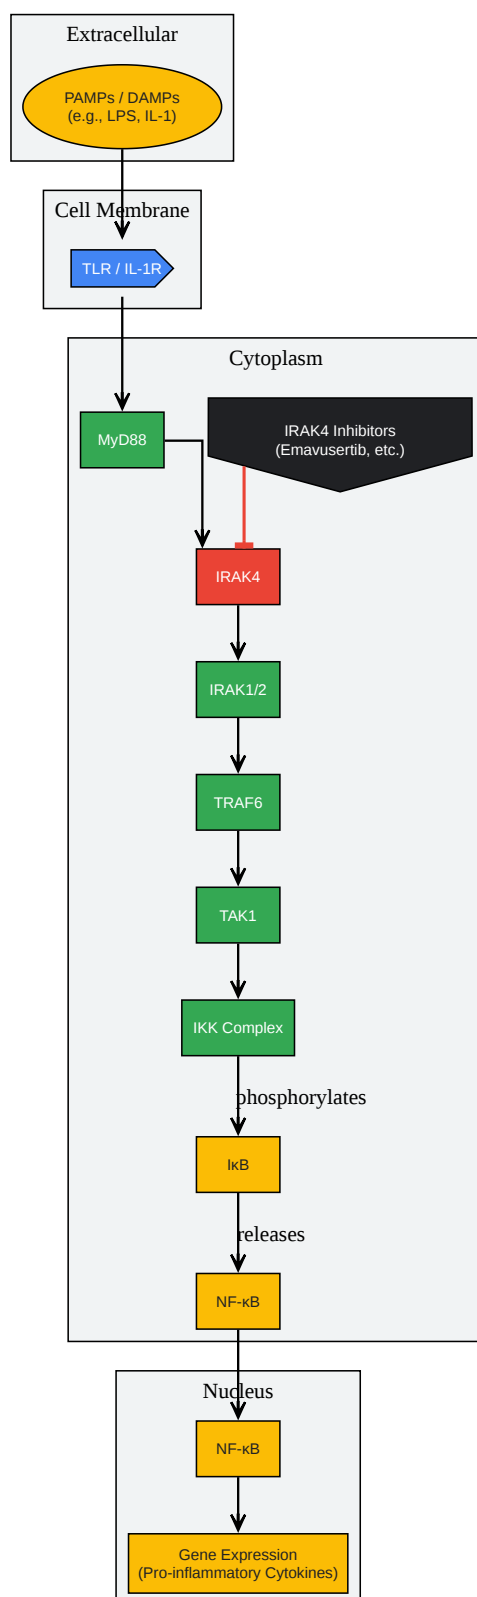 Extracellular
PAMPs / DAMPs
(e.g., LPS, IL-1)
Cell Membrane
TLR / IL-1R
Cytoplasm
MyD88
IRAK4 Inhibitors
(Emavusertib, etc.)
IRAK4
IRAK1/2
TRAF6
TAK1
IKK Complex
phosphorylates
IκB
releases
NF-κB
Nucleus
NF-κB
Gene Expression
(Pro-inflammatory Cytokines)